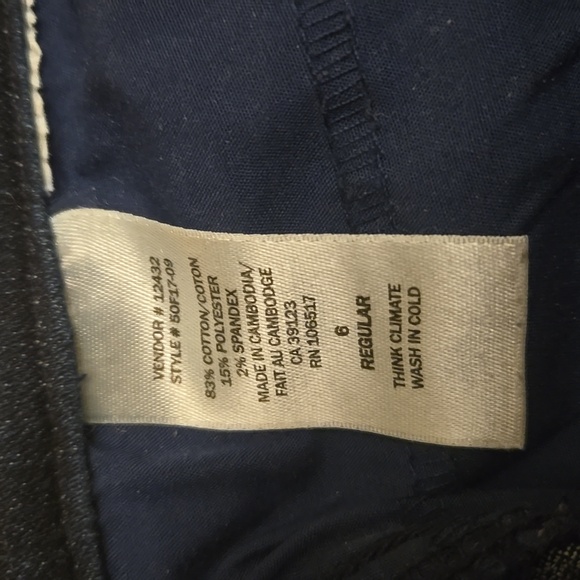 VENDOR # 12432
STYLE # 50F17-09
83% COTTON/COTON
15% POLYESTER
2% SPANDEX
MADE IN CAMBODIA/
FAIT AU CAMBODGE
CA 39123
RN 106517
6
REGULAR
THINK CLIMATE
WASH IN COLD